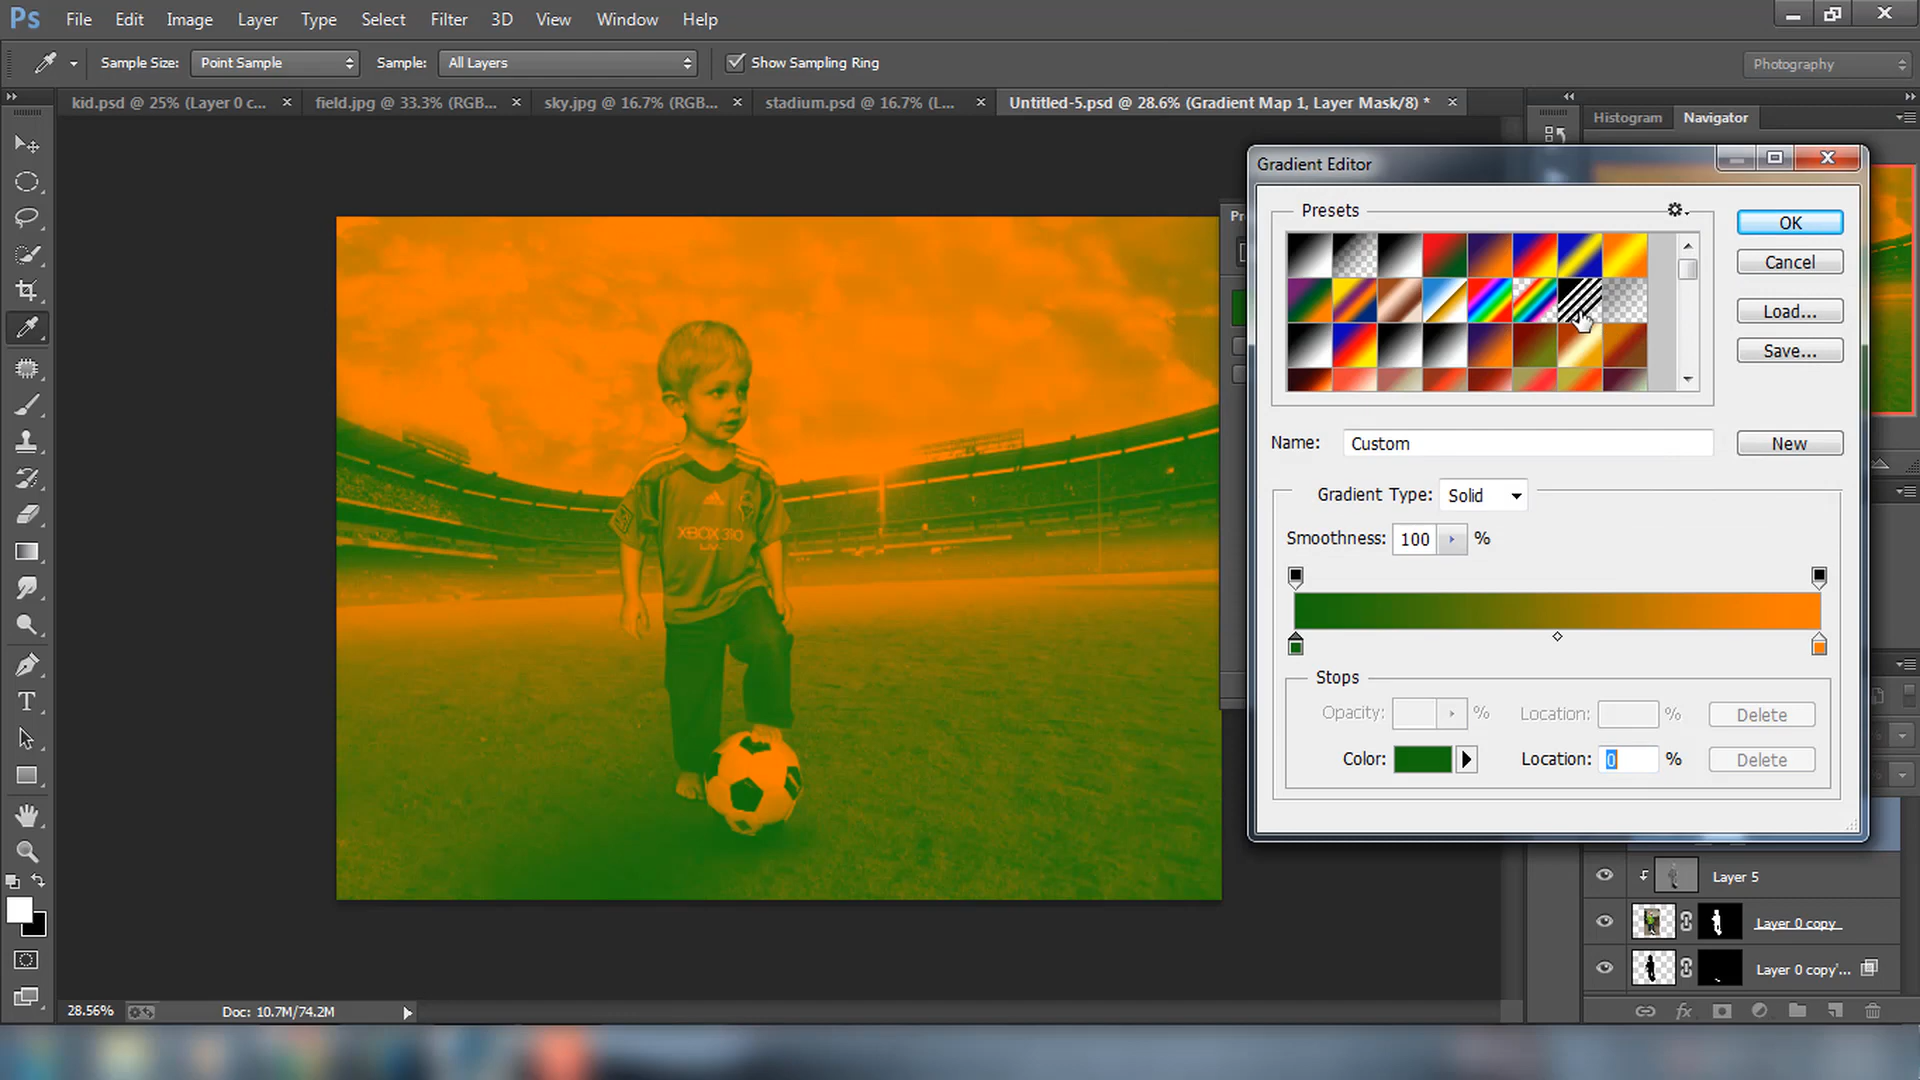 Ps File Edit Image Layer Type Select Filter 3D View Window Help
Sample Size: Point Sample Sample: All Layers Show Sampling Ring Photography
kid.psd @ 25% (Layer 0 c... field.jpg @ 33.3% (RGB... sky.jpg @ 16.7% (RGB... stadium.psd @ 16.7% (L... Untitled-5.psd @ 28.6% (Gradient Map 1, Layer Mask/8) *
Histogram Navigator
Gradient Editor
Presets
OK
Cancel
Load...
Save...
Name: Custom New
Gradient Type: Solid
Smoothness: 100 %
Stops
Opacity: % Location: % Delete
Color: Location: 0 % Delete
XBOX 310
LIVE
Layer 5
Layer 0 copy
Layer 0 copy'...
28.56% Doc: 10.7M/74.2M